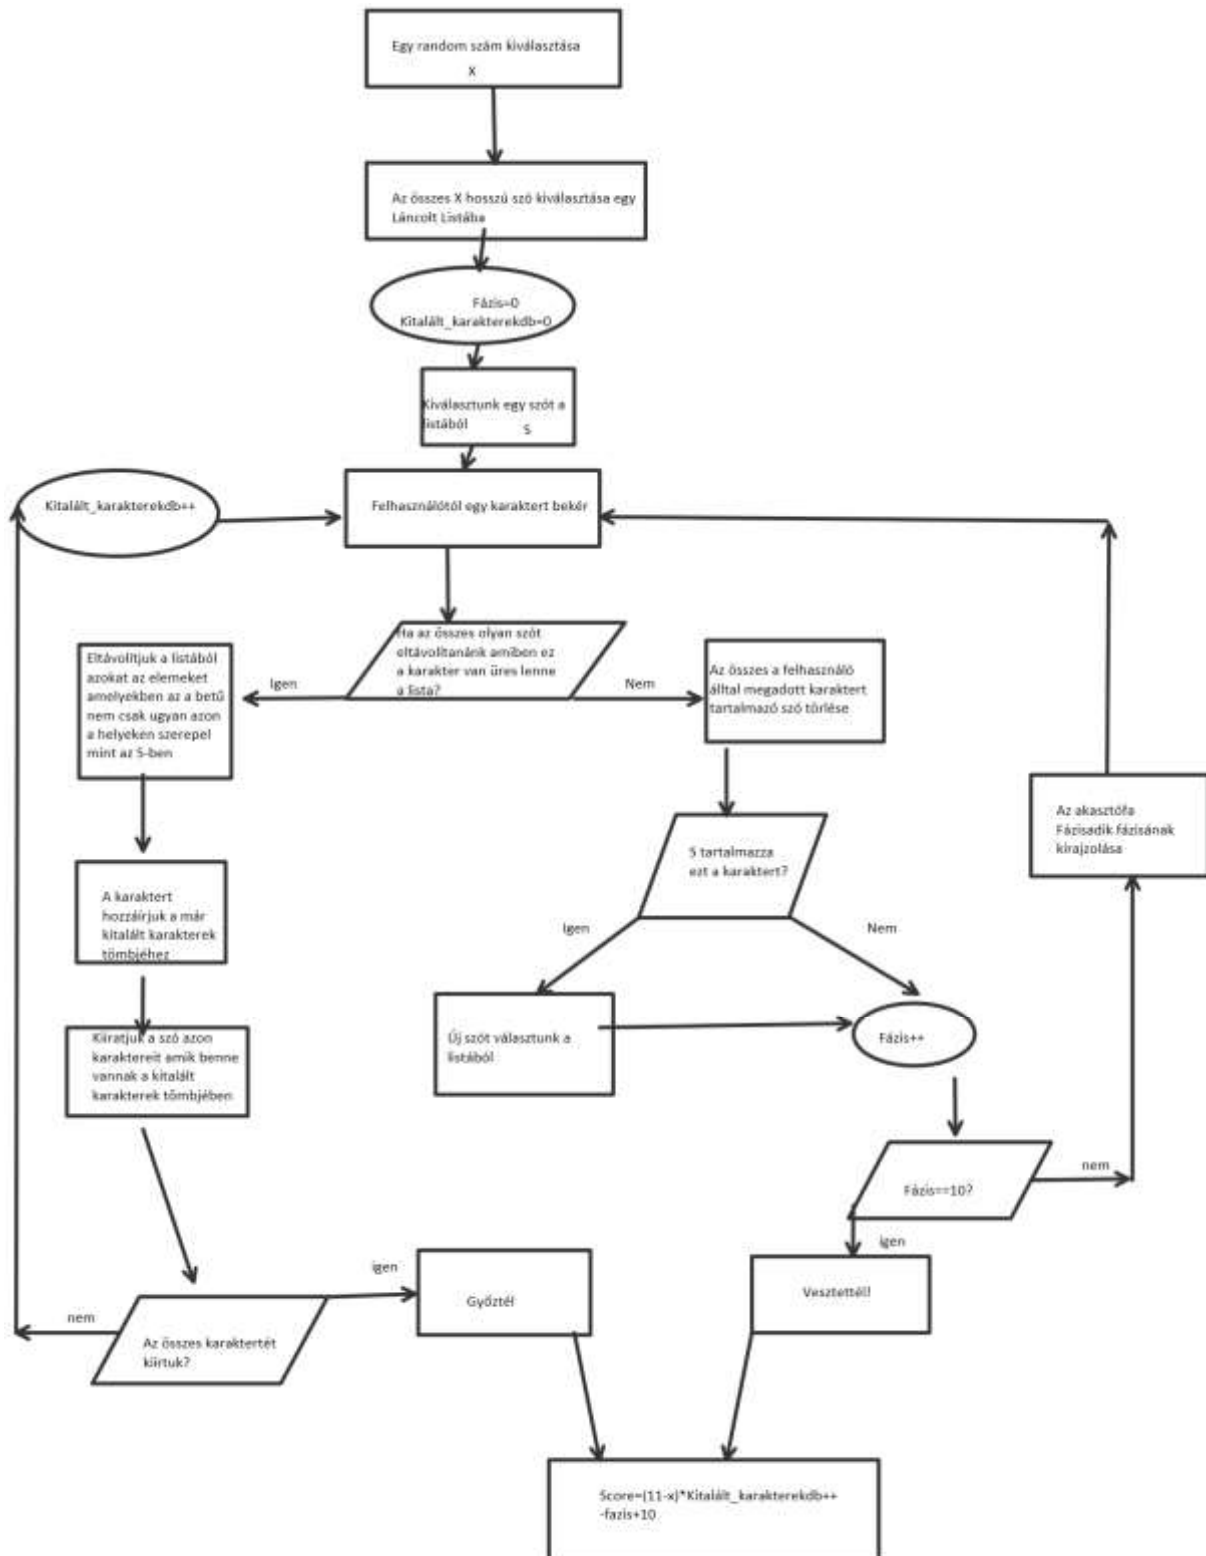 Egy random szám kiválasztása
X
Az összes X hosszú szó kiválasztása egy
Láncolt Listába
Fázis=0
Kitalált_karakterekdb=0
Kiválasztunk egy szót a
listából
S
Kitalált_karakterekdb++
Felhasználótól egy karaktert bekér
Ha az összes olyan szót
eltávolítanánk amiben ez
a karakter van üres lenne
a lista?
Igen
Nem
Eltávolítjuk a listából
azokat az elemeket
amelyekben az a betű
nem csak ugyan azon
a helyeken szerepel
mint az S-ben
Az összes a felhasználó
álltal megadott karaktert
tartalmazó szó törlése
Az akasztófa
Fázisadik fázisának
kirajzolása
S tartalmazza
ezt a karaktert?
A karaktert
hozzáírjuk a már
kitalált karakterek
tömbjéhez
Igen
Nem
Új szót választunk a
listából
Fázis++
Kiiratjuk a szó azon
karaktereit amik benne
vannak a kitalált
karakterek tömbjében
Fázis==10?
nem
igen
Vesztettél!
igen
Győztél
nem
Az összes karaktertét
kiirtuk?
Score=(11-x)*Kitalált_karakterekdb++
-fazis+10